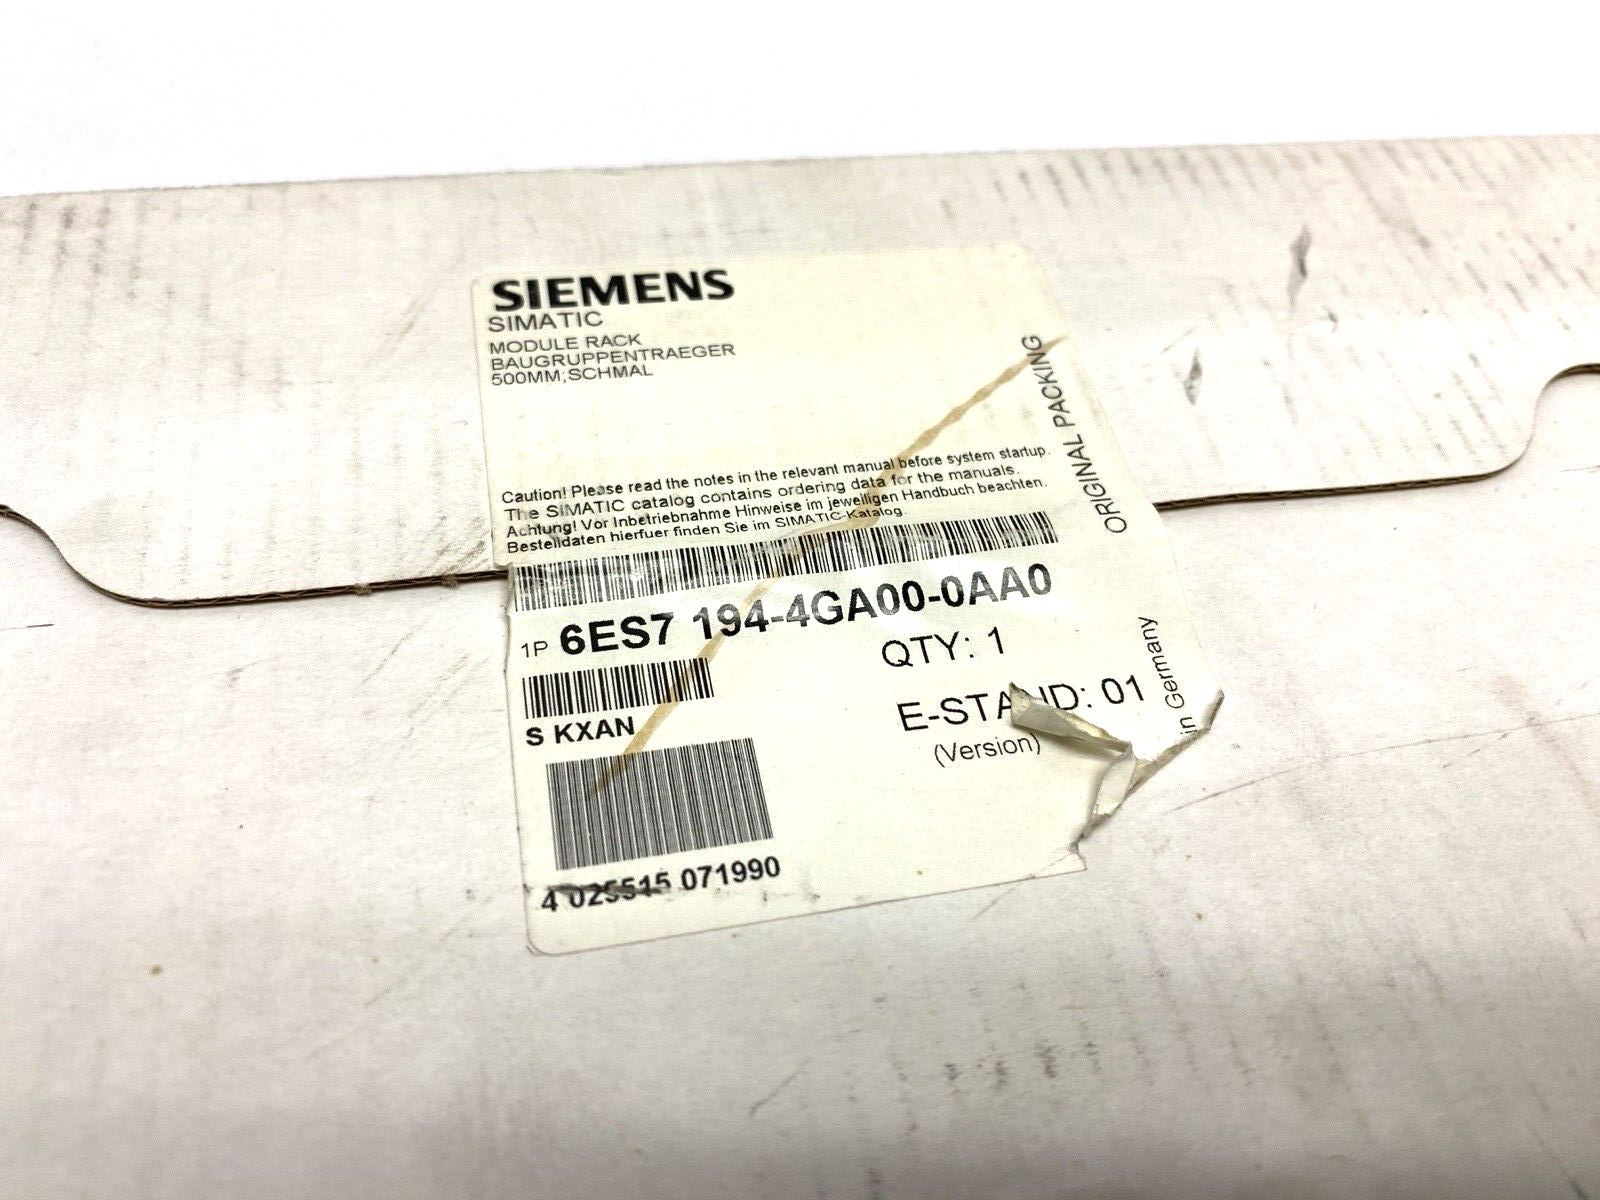 SIEMENS
SIMATIC
MODULE RACK
BAUGRUPPENTRAEGER
500MM;SCHMAL
ORIGINAL PACKING
Caution! Please read the notes in the relevant manual before system startup.
The SIMATIC catalog contains ordering data for the manuals.
Achtung! Vor Inbetriebnahme Hinweise im jeweiligen Handbuch beachten.
Bestelldaten hierfuer finden Sie im SIMATIC-Katalog.
1P 6ES7 194-4GA00-0AA0
QTY: 1
S KXAN
E-STAND: 01
(Version)
in Germany
4 025515 071990